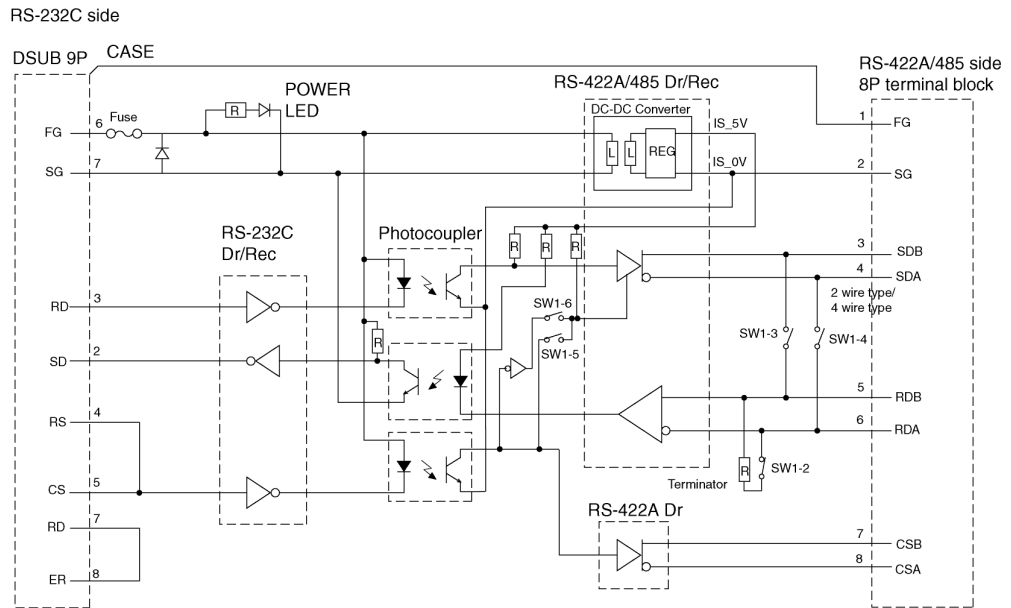 RS-232C side
DSUB 9P
CASE
RS-422A/485 side
8P terminal block
RS-422A/485 Dr/Rec
POWER
LED
R
Fuse
DC-DC Converter
FG
6
L
L
REG
IS_5V
1
FG
SG
7
IS_0V
2
SG
RS-232C
Dr/Rec
Photocoupler
R
R
R
3
SDB
4
SDA
2 wire type/
4 wire type
RD
3
SW1-6
SW1-3
SW1-4
R
SW1-5
SD
2
5
RDB
RS
4
6
RDA
R
SW1-2
Terminator
CS
5
RS-422A Dr
RD
7
7
CSB
8
CSA
ER
8